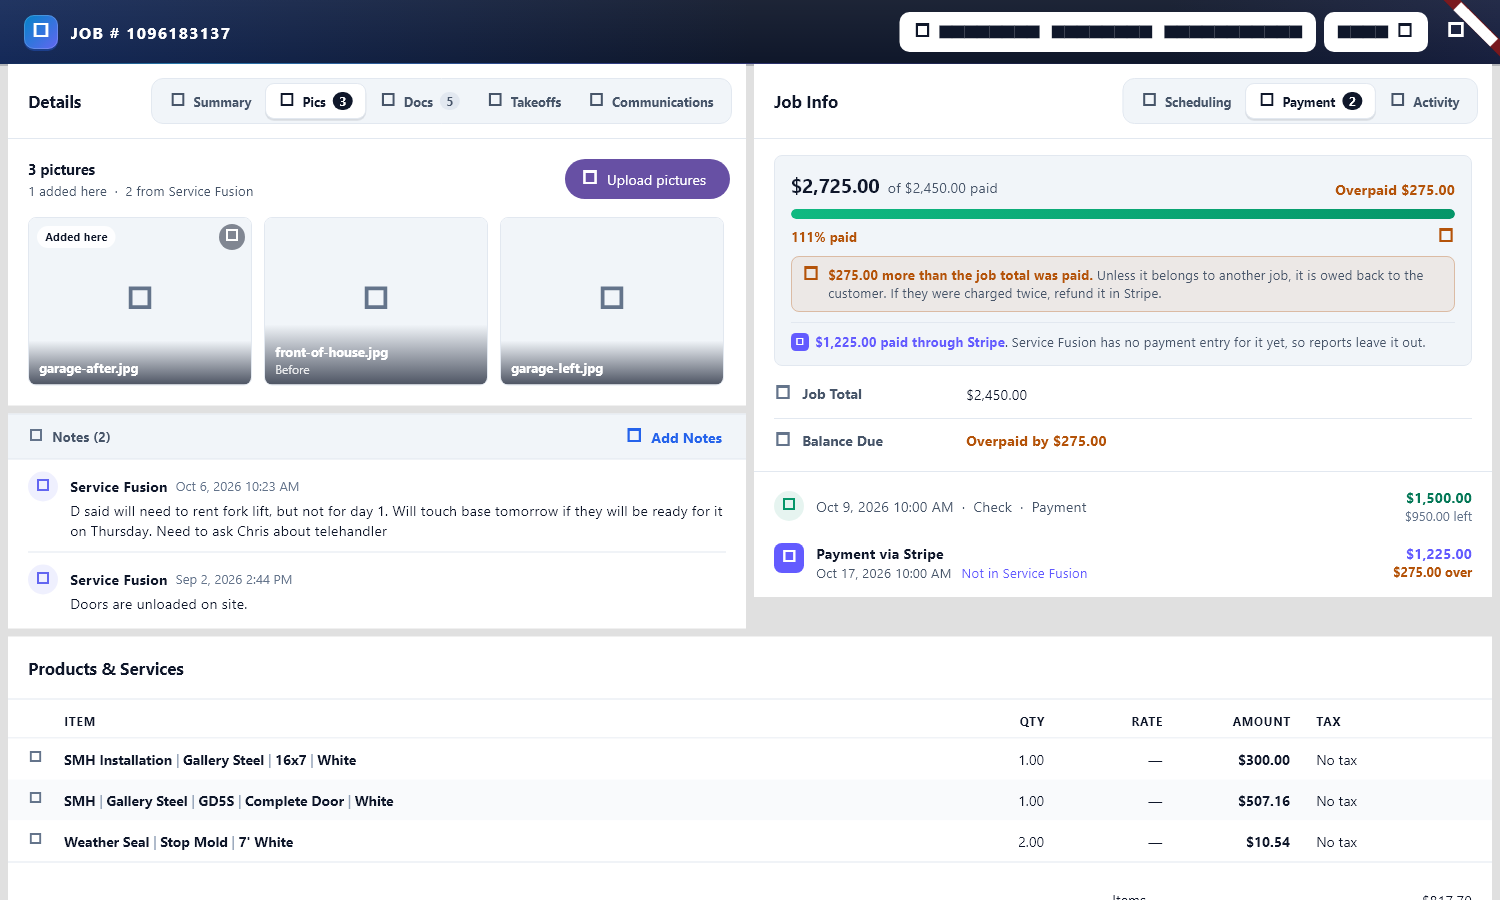 JOB # 1096183137
Details
Summary
Pics 3
Docs 5
Takeoffs
Communications
3 pictures
1 added here · 2 from Service Fusion
Upload pictures
Added here
garage-after.jpg
front-of-house.jpg
Before
garage-left.jpg
Notes (2)
Add Notes
Service Fusion Oct 6, 2026 10:23 AM
D said will need to rent fork lift, but not for day 1. Will touch base tomorrow if they will be ready for it
on Thursday. Need to ask Chris about telehandler
Service Fusion Sep 2, 2026 2:44 PM
Doors are unloaded on site.
Job Info
Scheduling
Payment 2
Activity
$2,725.00 of $2,450.00 paid
Overpaid $275.00
111% paid
$275.00 more than the job total was paid. Unless it belongs to another job, it is owed back to the
customer. If they were charged twice, refund it in Stripe.
$1,225.00 paid through Stripe. Service Fusion has no payment entry for it yet, so reports leave it out.
Job Total $2,450.00
Balance Due Overpaid by $275.00
Oct 9, 2026 10:00 AM · Check · Payment $1,500.00
$950.00 left
Payment via Stripe $1,225.00
Oct 17, 2026 10:00 AM Not in Service Fusion $275.00 over
Products & Services
ITEM QTY RATE AMOUNT TAX
SMH Installation | Gallery Steel | 16x7 | White 1.00 — $300.00 No tax
SMH | Gallery Steel | GD5S | Complete Door | White 1.00 — $507.16 No tax
Weather Seal | Stop Mold | 7' White 2.00 — $10.54 No tax
Items $817.70